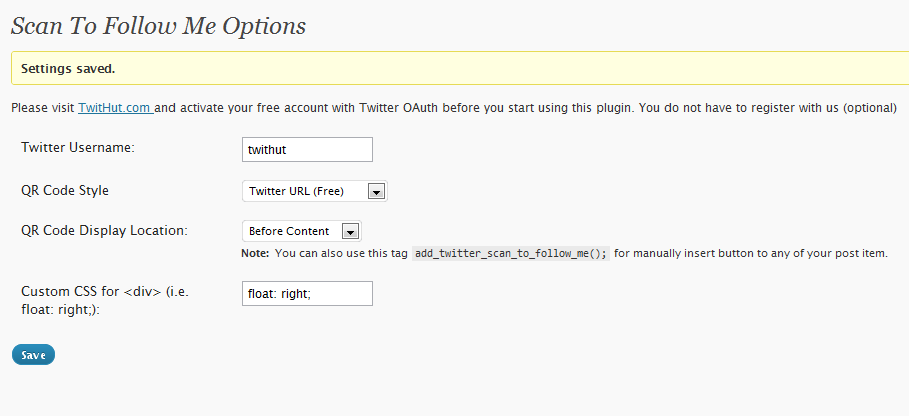 Scan To Follow Me Options
Settings saved.
Please visit TwitHut.com and activate your free account with Twitter OAuth before you start using this plugin. You do not have to register with us (optional)
Twitter Username: twithut
QR Code Style Twitter URL (Free)
QR Code Display Location: Before Content
Note: You can also use this tag add_twitter_scan_to_follow_me(); for manually insert button to any of your post item.
Custom CSS for <div> (i.e. float: right;
float: right;):
Save